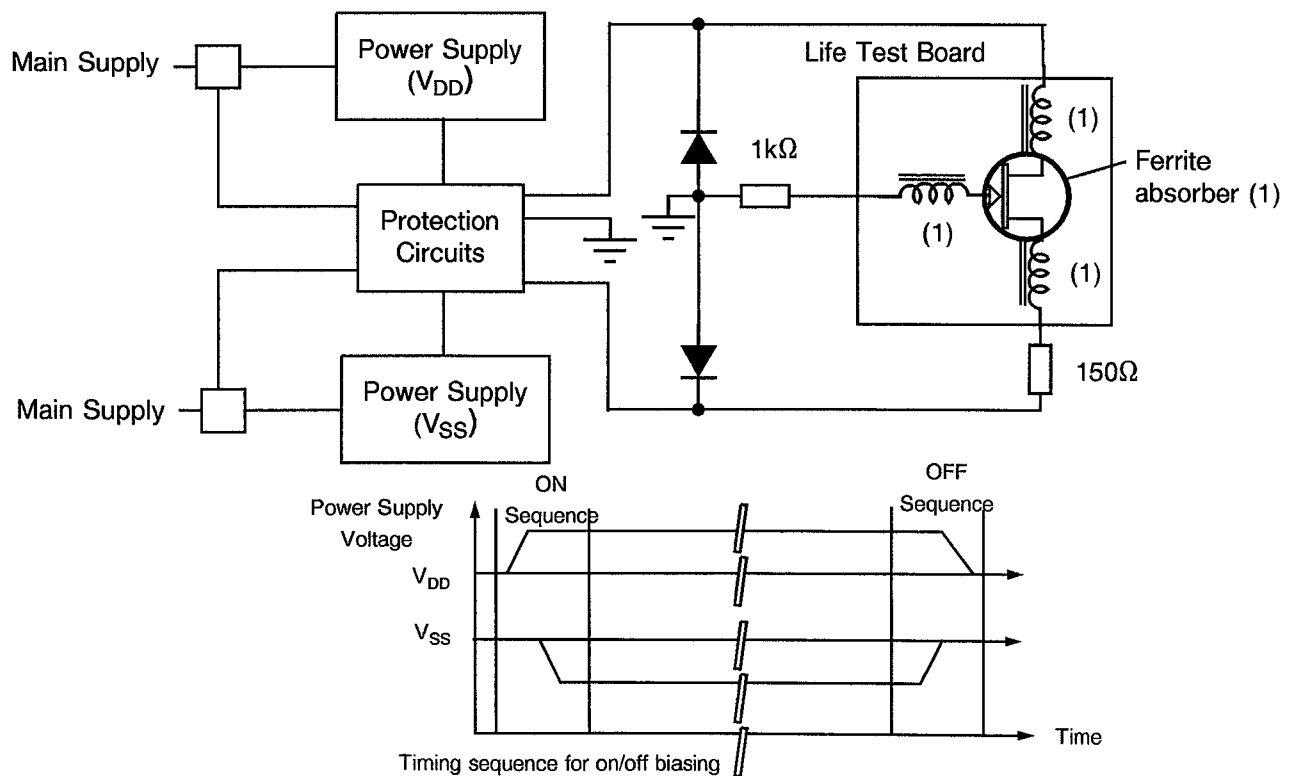 Main Supply
Power Supply
(VDD)
Life Test Board
(1)
1kΩ
Ferrite
absorber (1)
Protection
Circuits
(1)
(1)
150Ω
Main Supply
Power Supply
(VSS)
ON
Sequence
OFF
Sequence
Power Supply
Voltage
VDD
VSS
Time
Timing sequence for on/off biasing